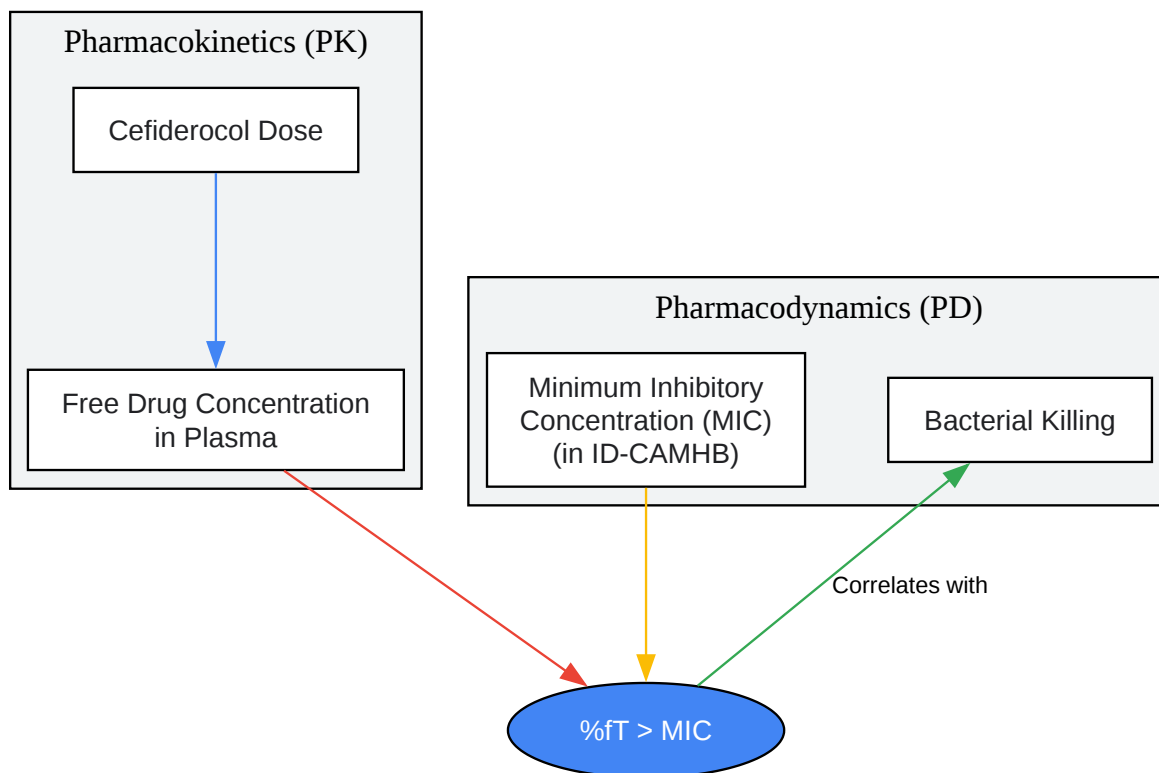 Pharmacokinetics (PK)
Cefiderocol Dose
Free Drug Concentration
in Plasma
Pharmacodynamics (PD)
Minimum Inhibitory
Concentration (MIC)
(in ID-CAMHB)
Bacterial Killing
Correlates with
%fT > MIC